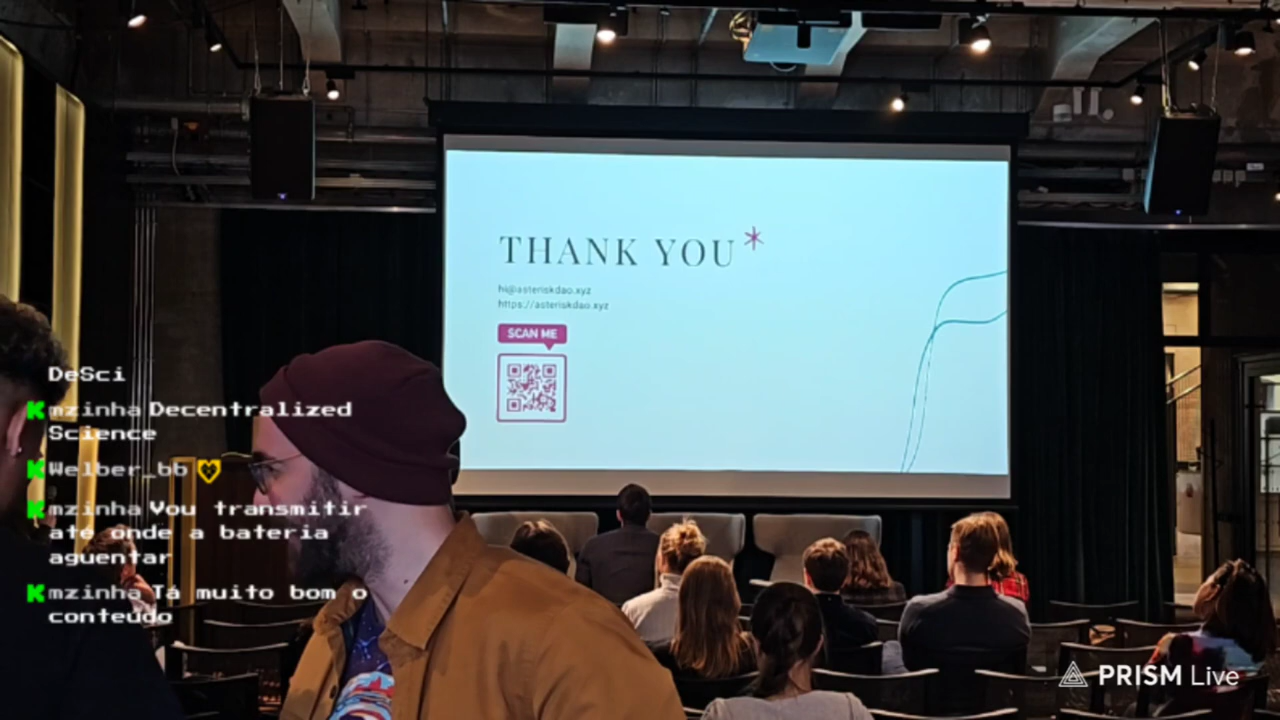 THANK YOU*
hi@asteriskdao.xyz
https://asteriskdao.xyz
SCAN ME
DeSci
mzinha Decentralized
Science
Welber_bb
mzinha Vou transmitir
até onde a bateria
aguentar
mzinha Tá muito bom o
conteúdo
PRISM Live